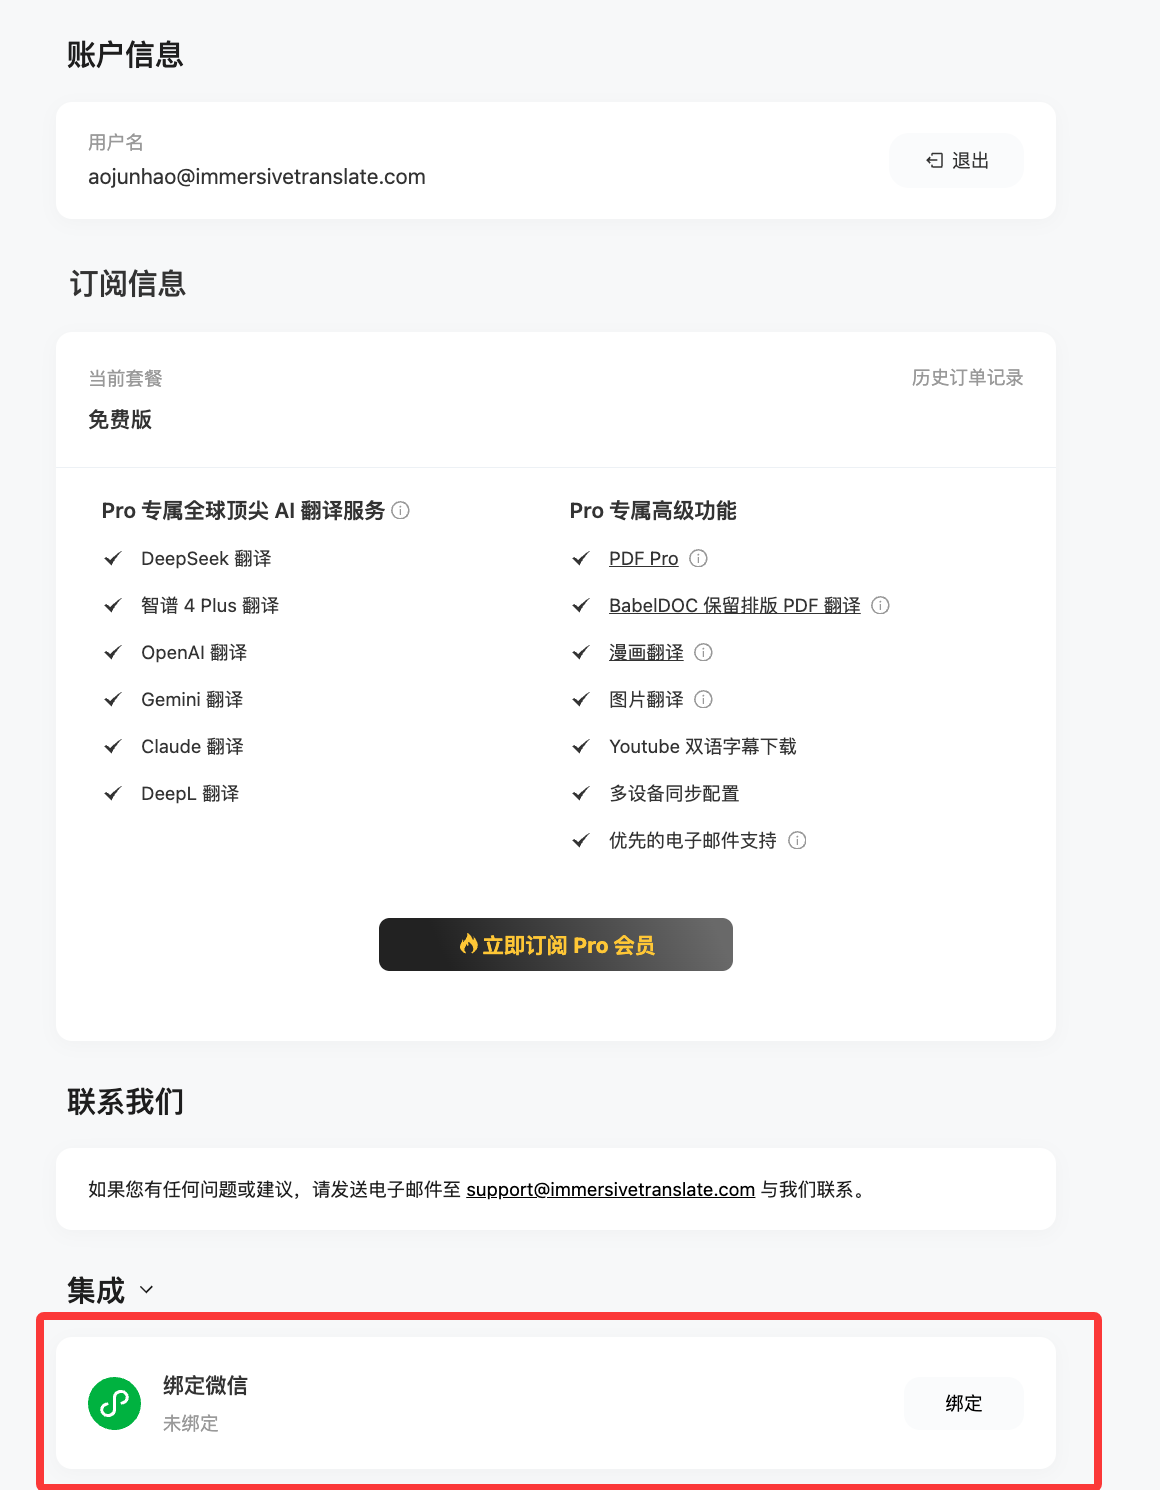 账户信息
用户名
aojunhao@immersivetranslate.com
退出
订阅信息
当前套餐
历史订单记录
免费版
Pro 专属全球顶尖 AI 翻译服务
DeepSeek 翻译
智谱 4 Plus 翻译
OpenAI 翻译
Gemini 翻译
Claude 翻译
DeepL 翻译
Pro 专属高级功能
PDF Pro
BabelDOC 保留排版 PDF 翻译
漫画翻译
图片翻译
Youtube 双语字幕下载
多设备同步配置
优先的电子邮件支持
立即订阅 Pro 会员
联系我们
如果您有任何问题或建议，请发送电子邮件至 support@immersivetranslate.com 与我们联系。
集成
绑定微信
未绑定
绑定